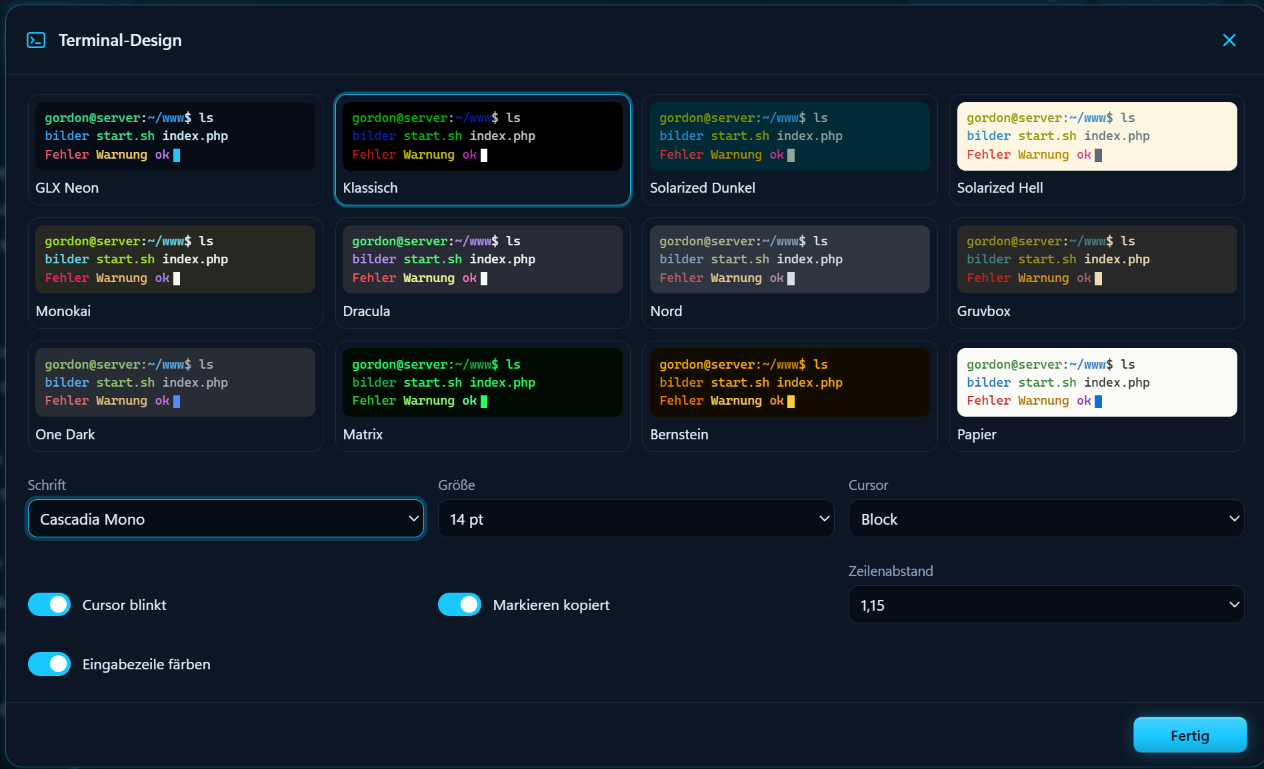 Terminal-Design
gordon@server:~/www$ ls
bilder start.sh index.php
Fehler Warnung ok
GLX Neon
gordon@server:~/www$ ls
bilder start.sh index.php
Fehler Warnung ok
Klassisch
gordon@server:~/www$ ls
bilder start.sh index.php
Fehler Warnung ok
Solarized Dunkel
gordon@server:~/www$ ls
bilder start.sh index.php
Fehler Warnung ok
Solarized Hell
gordon@server:~/www$ ls
bilder start.sh index.php
Fehler Warnung ok
Monokai
gordon@server:~/www$ ls
bilder start.sh index.php
Fehler Warnung ok
Dracula
gordon@server:~/www$ ls
bilder start.sh index.php
Fehler Warnung ok
Nord
gordon@server:~/www$ ls
bilder start.sh index.php
Fehler Warnung ok
Gruvbox
gordon@server:~/www$ ls
bilder start.sh index.php
Fehler Warnung ok
One Dark
gordon@server:~/www$ ls
bilder start.sh index.php
Fehler Warnung ok
Matrix
gordon@server:~/www$ ls
bilder start.sh index.php
Fehler Warnung ok
Bernstein
gordon@server:~/www$ ls
bilder start.sh index.php
Fehler Warnung ok
Papier
Schrift
Cascadia Mono
Größe
14 pt
Cursor
Block
Cursor blinkt
Markieren kopiert
Zeilenabstand
1,15
Eingabezeile färben
Fertig